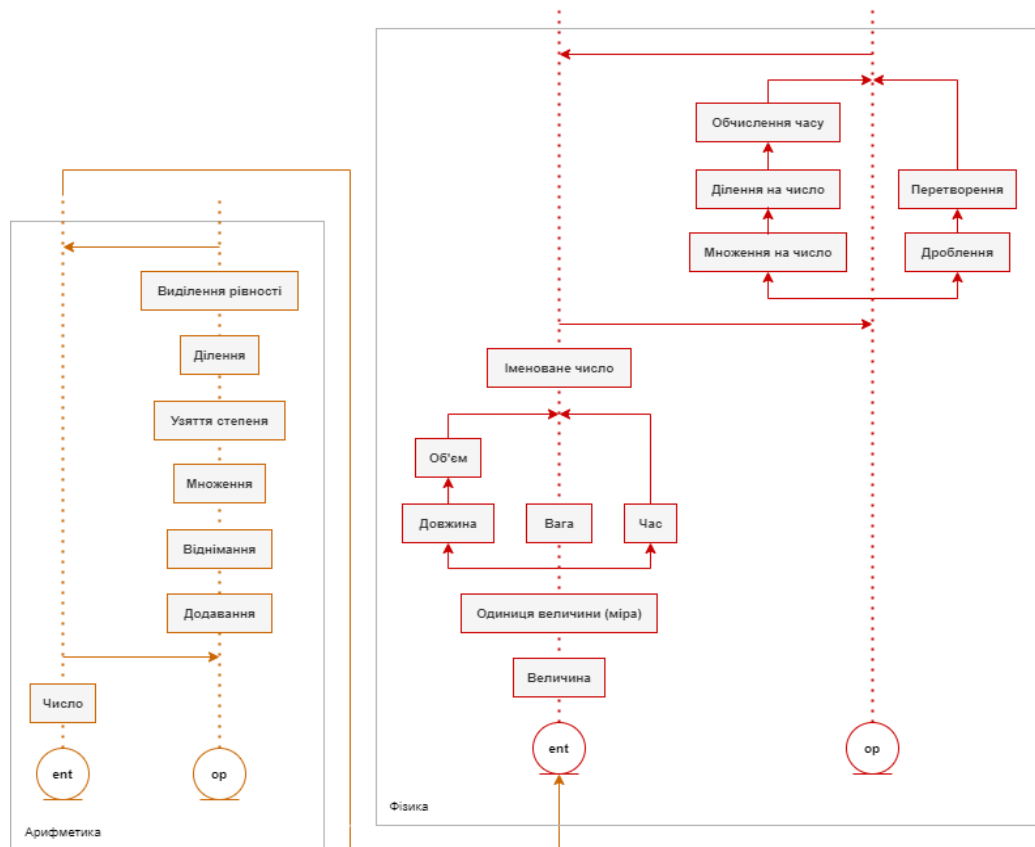 Обчислення часу
Ділення на число
Перетворення
Множення на число
Дроблення
Виділення рівності
Ділення
Іменоване число
Узяття степеня
Об'єм
Множення
Довжина
Вага
Час
Віднімання
Додавання
Одиниця величини (міра)
Величина
Число
ent
op
ent
op
Фізика
Арифметика